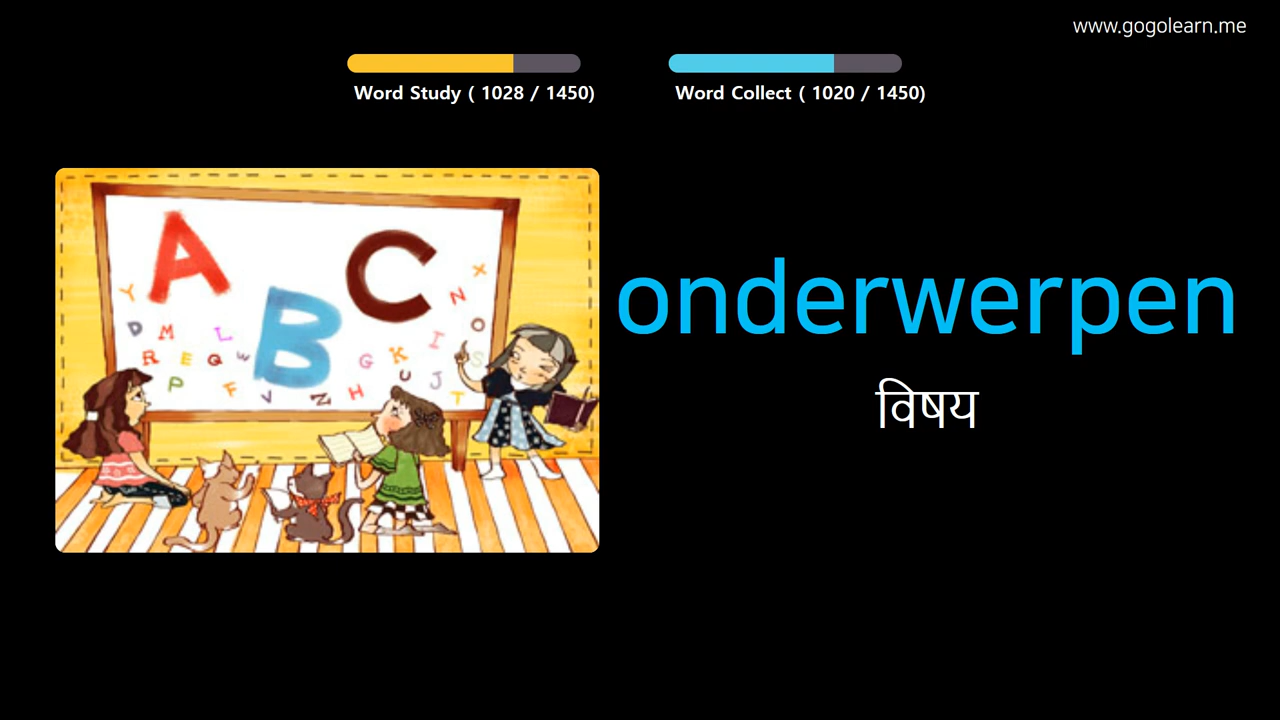 www.gogolearn.me
Word Study ( 1028 / 1450)
Word Collect ( 1020 / 1450)
A
B
C
X
Y
N
D
M
L
O
I
R
E
Q
W
G
K
S
P
F
V
Z
H
U
J
T
onderwerpen
विषय